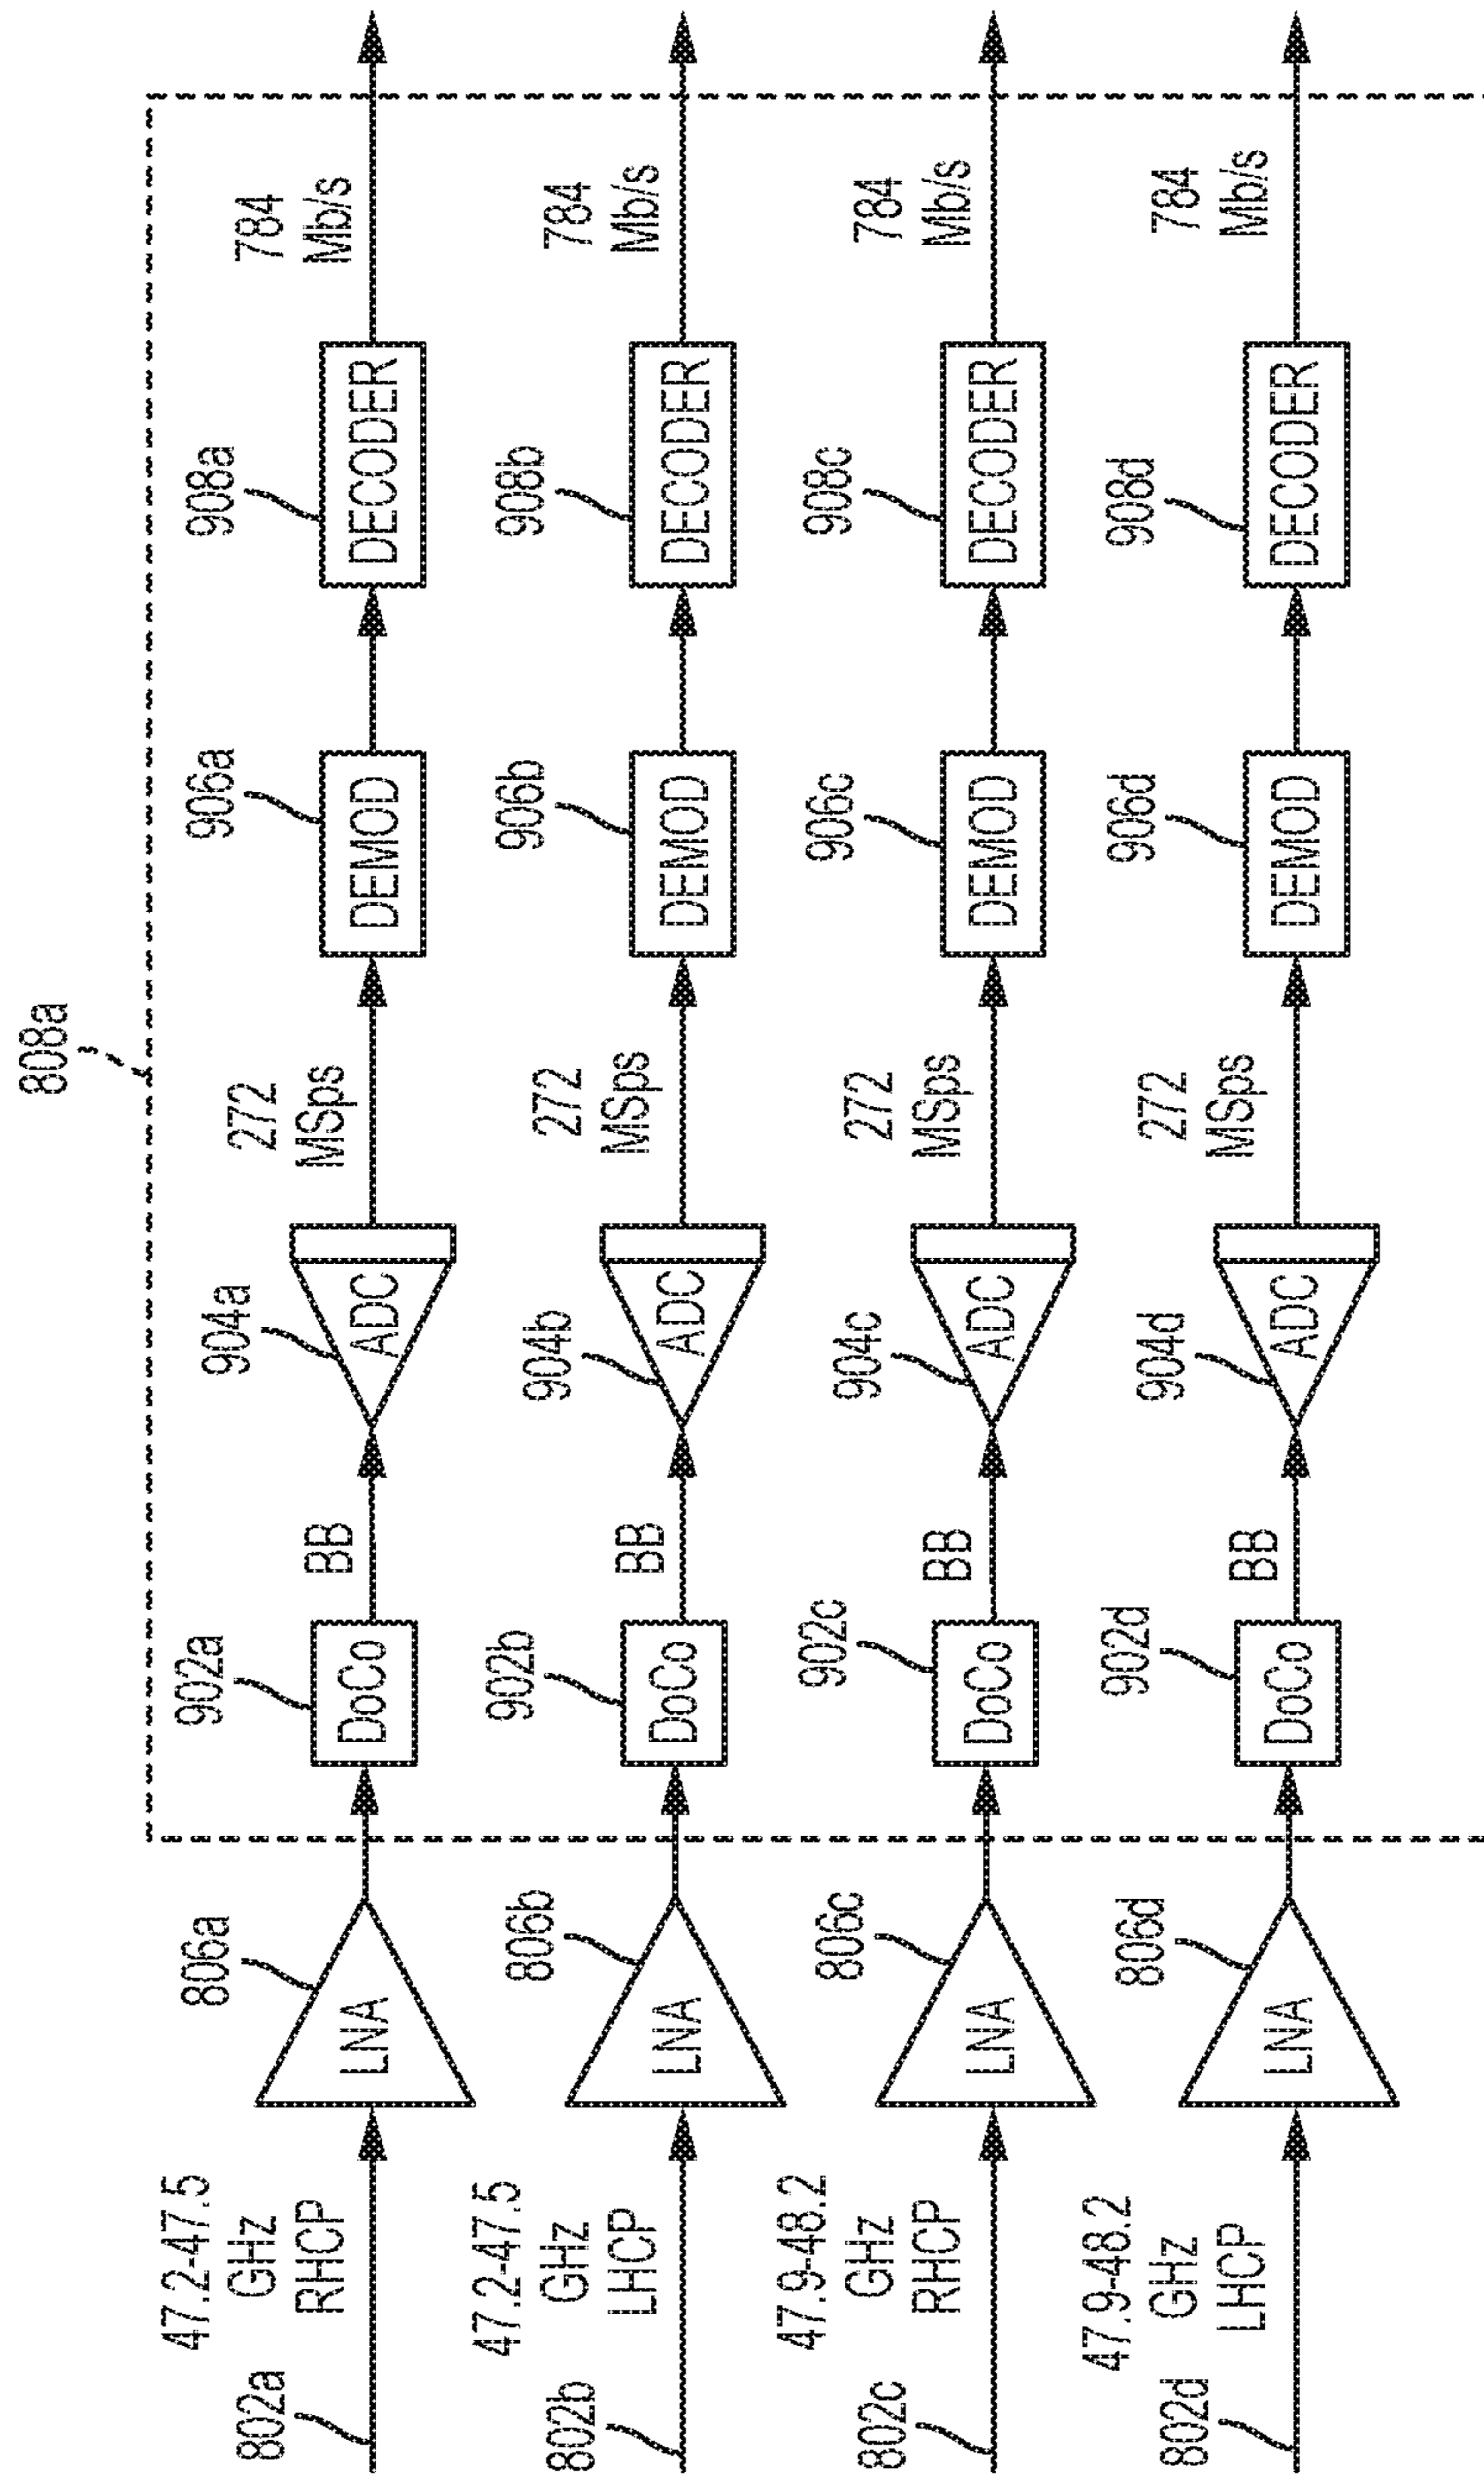 808a
802a
47.2-47.5
GHz
RHCP
806a
LNA
902a
DoCo
BB
904a
ADC
272
MSps
906a
DEMOD
908a
DECODER
784
Mb/s
802b
47.2-47.5
GHz
LHCP
806b
LNA
902b
DoCo
BB
904b
ADC
272
MSps
906b
DEMOD
908b
DECODER
784
Mb/s
802c
47.9-48.2
GHz
RHCP
806c
LNA
902c
DoCo
BB
904c
ADC
272
MSps
906c
DEMOD
908c
DECODER
784
Mb/s
802d
47.9-48.2
GHz
LHCP
806d
LNA
902d
DoCo
BB
904d
ADC
272
MSps
906d
DEMOD
908d
DECODER
784
Mb/s